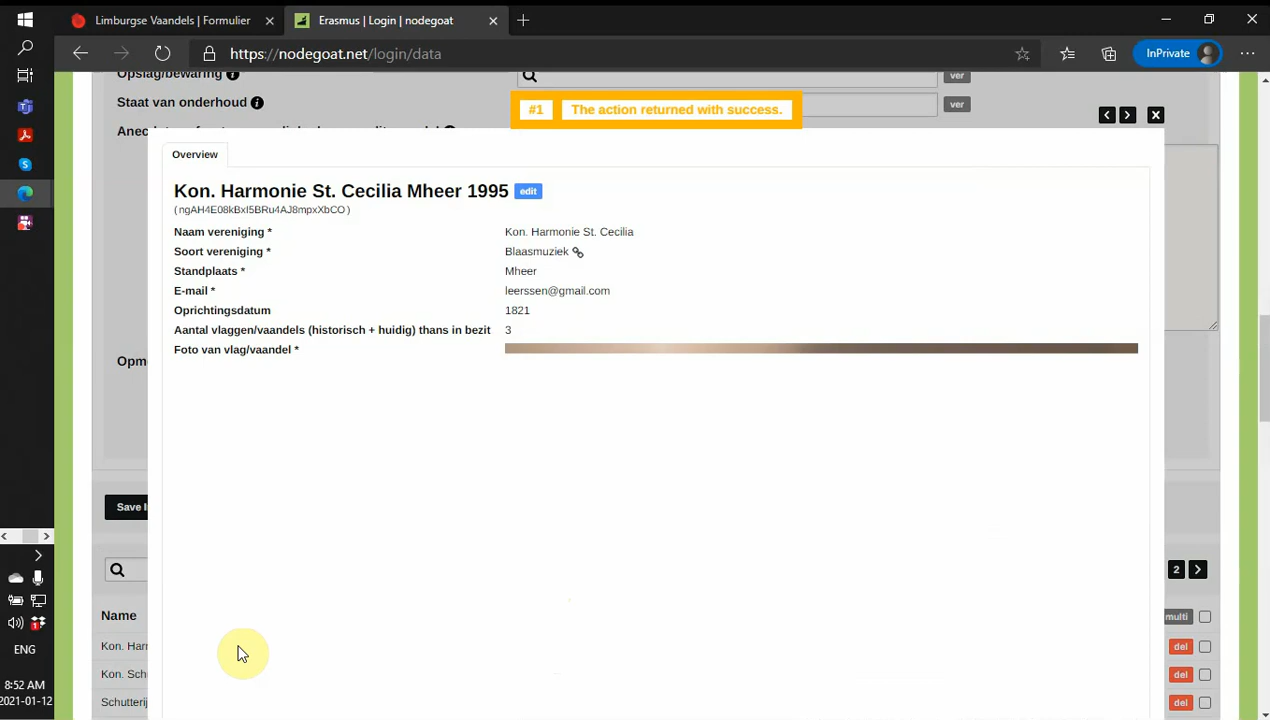 Limburgse Vaandels | Formulier
Erasmus | Login | nodegoat
https://nodegoat.net/login/data
InPrivate
Opslag/bewaring
ver
Staat van onderhoud
ver
#1 The action returned with success.
Overview
Kon. Harmonie St. Cecilia Mheer 1995 edit
Naam vereniging * Kon. Harmonie St. Cecilia
Soort vereniging * Blaasmuziek
Standplaats * Mheer
E-mail * leerssen@gmail.com
Oprichtingsdatum 1821
Aantal vlaggen/vaandels (historisch + huidig) thans in bezit 3
Foto van vlag/vaandel *
Opme
Save I
2
Name
multi
Kon. Harr
del
Kon. Sch
del
Schutterij
del
ENG
8:52 AM
2021-01-12